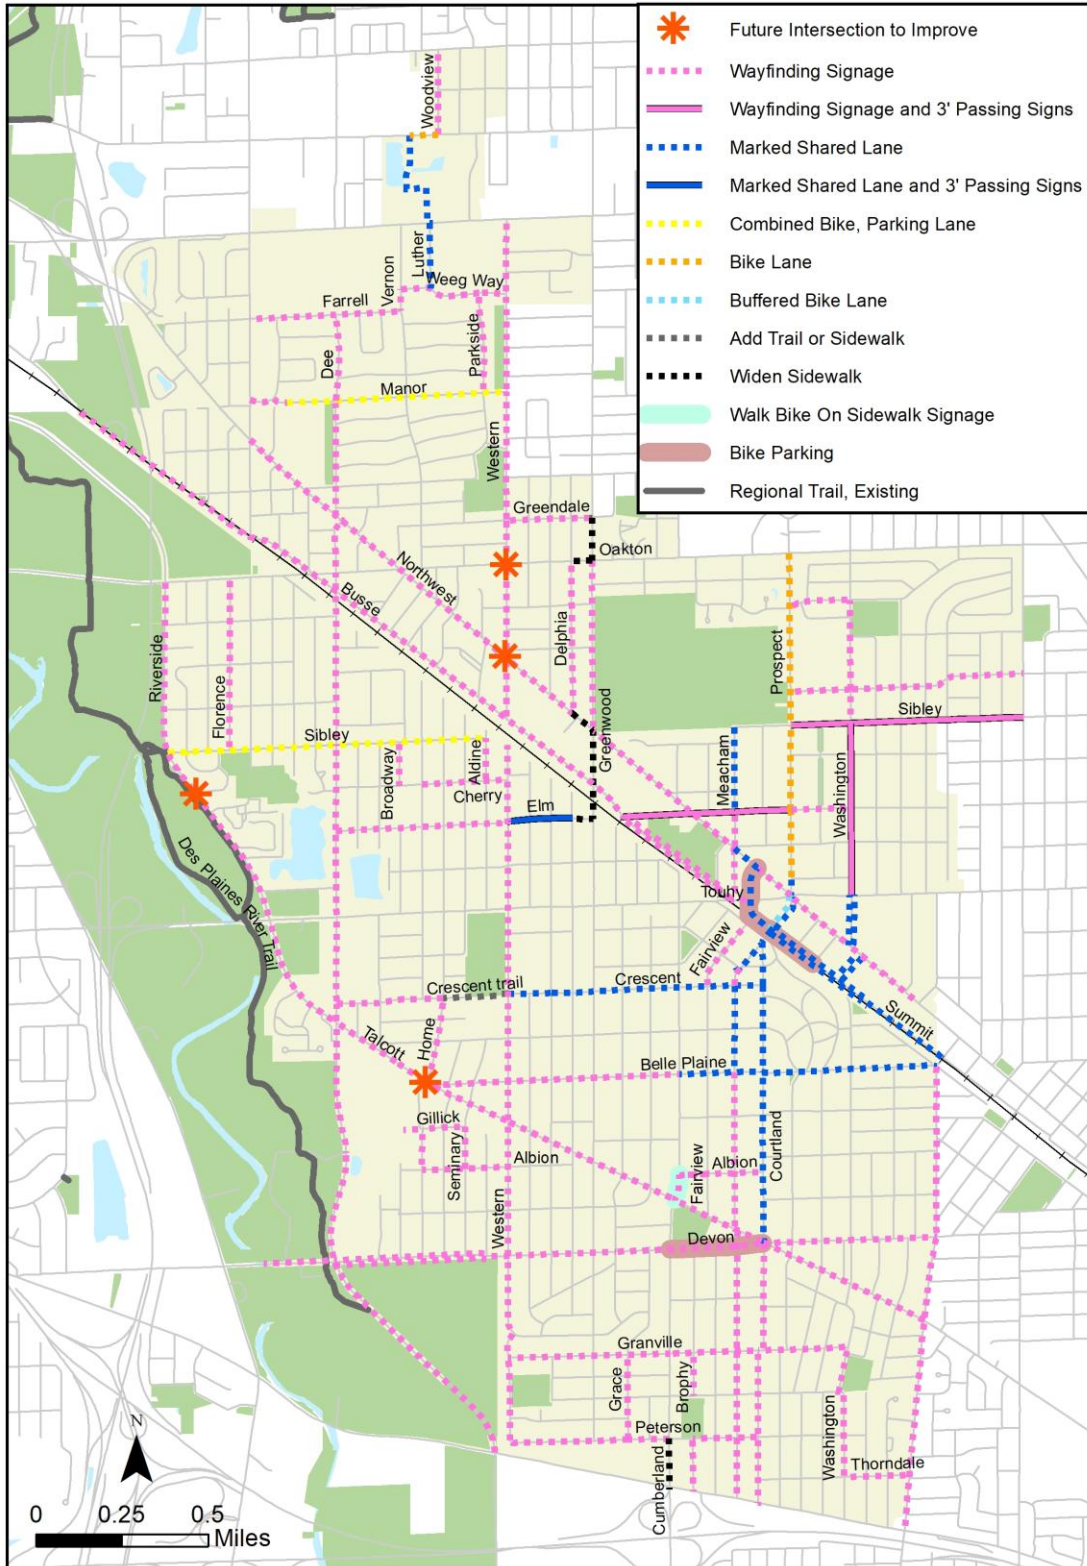 Future Intersection to Improve
Wayfinding Signage
Wayfinding Signage and 3' Passing Signs
Marked Shared Lane
Marked Shared Lane and 3' Passing Signs
Combined Bike, Parking Lane
Bike Lane
Buffered Bike Lane
Add Trail or Sidewalk
Widen Sidewalk
Walk Bike On Sidewalk Signage
Bike Parking
Regional Trail, Existing
Woodview
Luther
Vernon
Weeg Way
Farrell
Dee
Parkside
Manor
Western
Greendale
Oakton
Northwest
Busse
Delphia
Prospect
Riverside
Florence
Greenwood
Sibley
Sibley
Meacham
Washington
Broadway
Aldine
Cherry
Elm
Des Plaines River Trail
Touhy
Fairview
Crescent trail
Crescent
Summit
Talcott
Home
Belle Plaine
Gillick
Seminary
Albion
Fairview
Albion
Courtland
Western
Devon
Granville
Grace
Brophy
Peterson
Washington
Thorndale
Cumberland
N
0 0.25 0.5
Miles